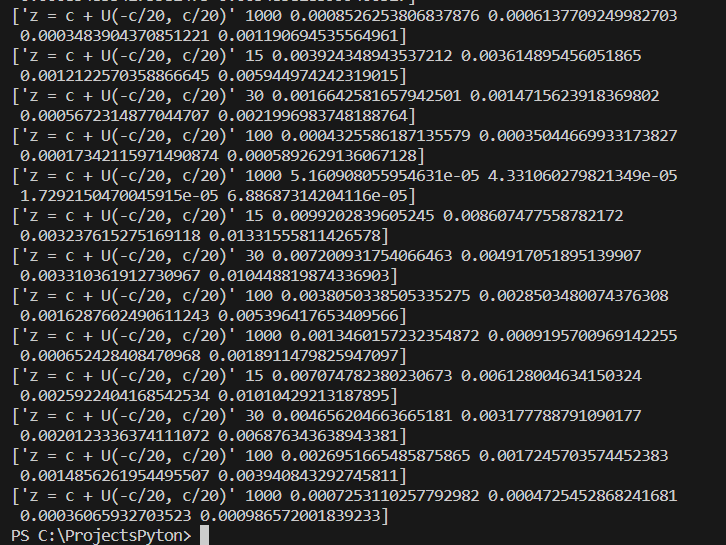 ['z = c + U(-c/20, c/20)' 1000 0.0008526253806837876 0.0006137709249982703
0.0003483904370851221 0.001190694535564961]
['z = c + U(-c/20, c/20)' 15 0.003924348943537212 0.003614895456051865
0.0012122570358866645 0.005944974242319015]
['z = c + U(-c/20, c/20)' 30 0.0016642581657942501 0.0014715623918369802
0.0005672314877044707 0.0021996983748188764]
['z = c + U(-c/20, c/20)' 100 0.0004325586187135579 0.00035044669933173827
0.00017342115971490874 0.0005892629136067128]
['z = c + U(-c/20, c/20)' 1000 5.160908055954631e-05 4.331060279821349e-05
1.7292150470045915e-05 6.88687314204116e-05]
['z = c + U(-c/20, c/20)' 15 0.0099202839605245 0.008607477558782172
0.003237615275169118 0.01331555811426578]
['z = c + U(-c/20, c/20)' 30 0.007200931754066463 0.004917051895139907
0.003310361912730967 0.010448819874336903]
['z = c + U(-c/20, c/20)' 100 0.0038050338505335275 0.0028503480074376308
0.0016287602490611243 0.005396417653409566]
['z = c + U(-c/20, c/20)' 1000 0.0013460157232354872 0.0009195700969142255
0.000652428408470968 0.0018911479825947097]
['z = c + U(-c/20, c/20)' 15 0.007074782380230673 0.006128004634150324
0.0025922404168542534 0.01010429213187895]
['z = c + U(-c/20, c/20)' 30 0.004656204663665181 0.003177788791090177
0.0020123336374111072 0.006876343638943381]
['z = c + U(-c/20, c/20)' 100 0.0026951665485875865 0.0017245703574452383
0.0014856261954495507 0.003940843292745811]
['z = c + U(-c/20, c/20)' 1000 0.0007253110257792982 0.0004725452868241681
0.00036065932703523 0.000986572001839233]
PS C:\ProjectsPyton>